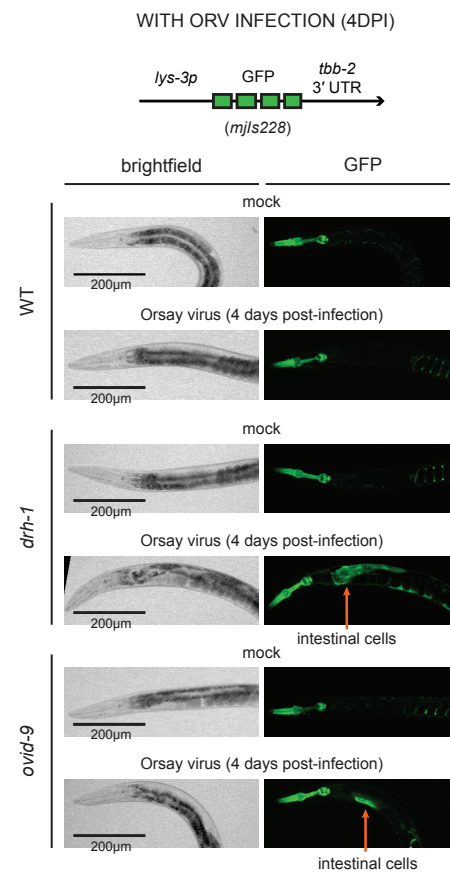 WITH ORV INFECTION (4DPI)
lys-3p GFP tbb-2
3′ UTR
(mjIs228)
brightfield GFP
WT
mock
200µm
Orsay virus (4 days post-infection)
200µm
drh-1
mock
200µm
Orsay virus (4 days post-infection)
200µm
intestinal cells
ovid-9
mock
200µm
Orsay virus (4 days post-infection)
200µm
intestinal cells